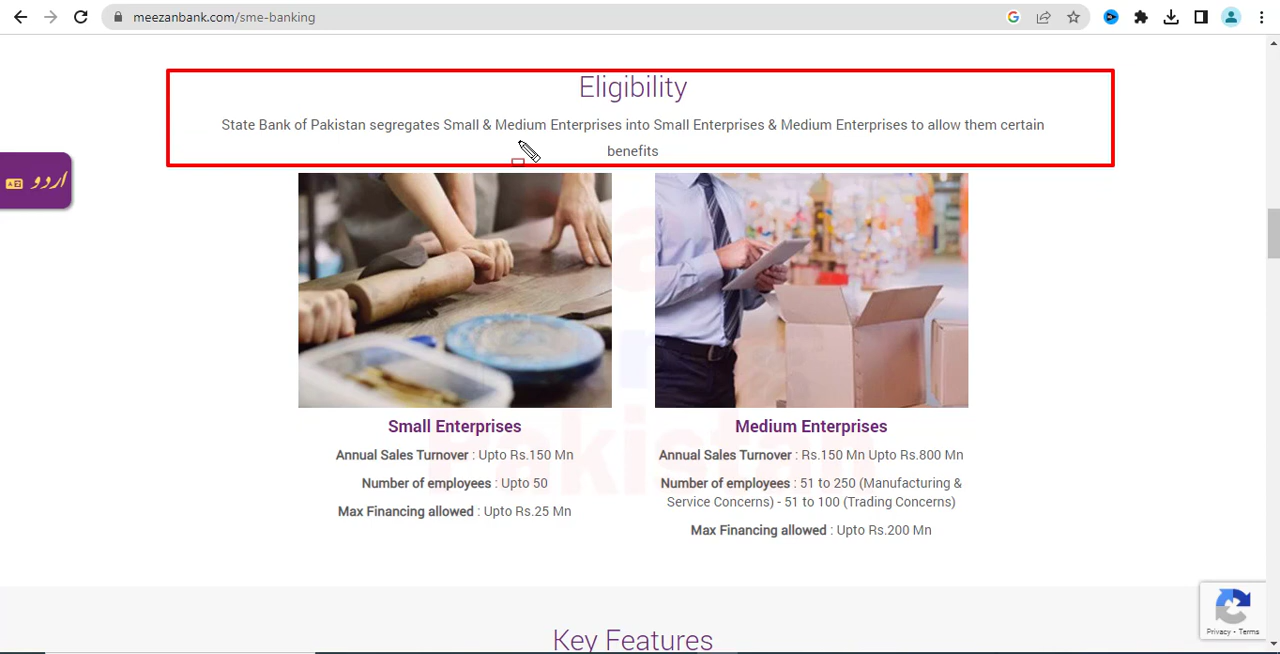 meezanbank.com/sme-banking
Eligibility
State Bank of Pakistan segregates Small & Medium Enterprises into Small Enterprises & Medium Enterprises to allow them certain
benefits
اردو
Small Enterprises
Annual Sales Turnover : Upto Rs.150 Mn
Number of employees : Upto 50
Max Financing allowed : Upto Rs.25 Mn
Medium Enterprises
Annual Sales Turnover : Rs.150 Mn Upto Rs.800 Mn
Number of employees : 51 to 250 (Manufacturing &
Service Concerns) - 51 to 100 (Trading Concerns)
Max Financing allowed : Upto Rs.200 Mn
Pakistan
Key Features
Privacy - Terms